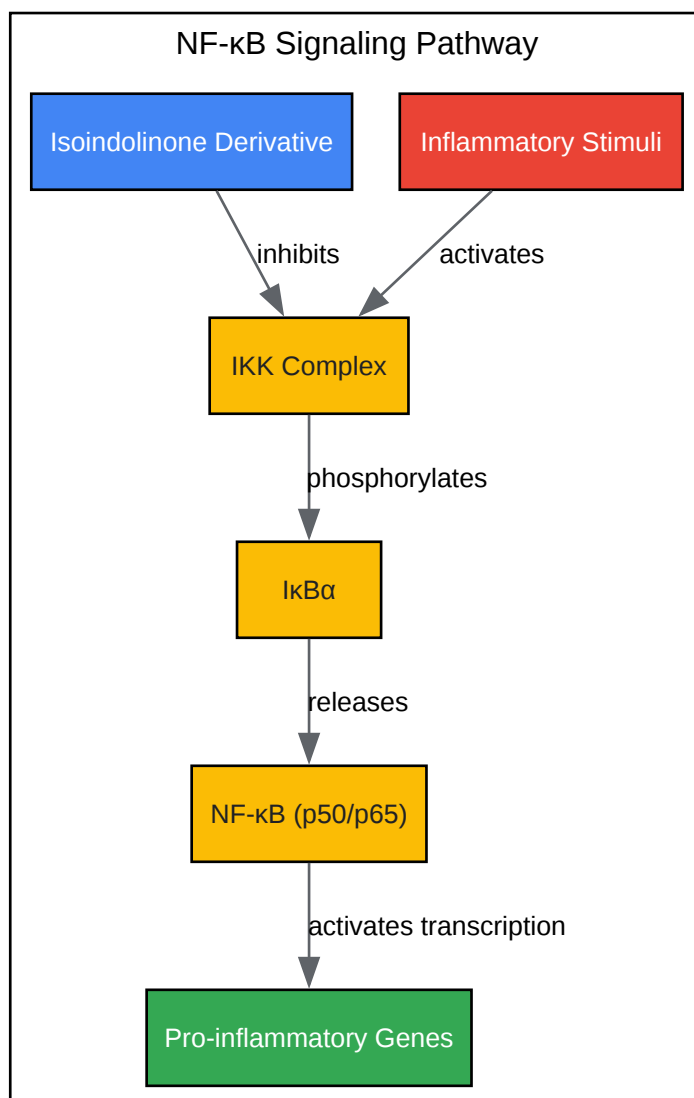 NF-κB Signaling Pathway
Isoindolinone Derivative
Inflammatory Stimuli
inhibits
activates
IKK Complex
phosphorylates
IκBα
releases
NF-κB (p50/p65)
activates transcription
Pro-inflammatory Genes